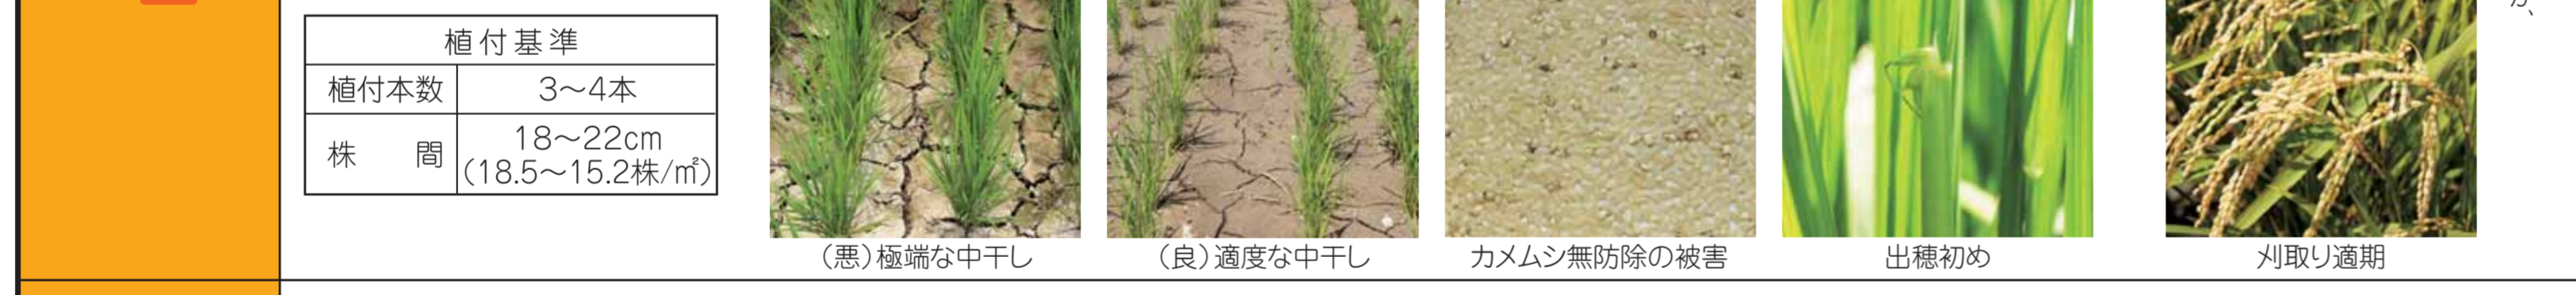 植付基準
植付本数 3〜4本
株間 18〜22cm
(18.5〜15.2株/㎡)
(悪)極端な中干し
(良)適度な中干し
カメムシ無防除の被害
出穂初め
刈取り適期